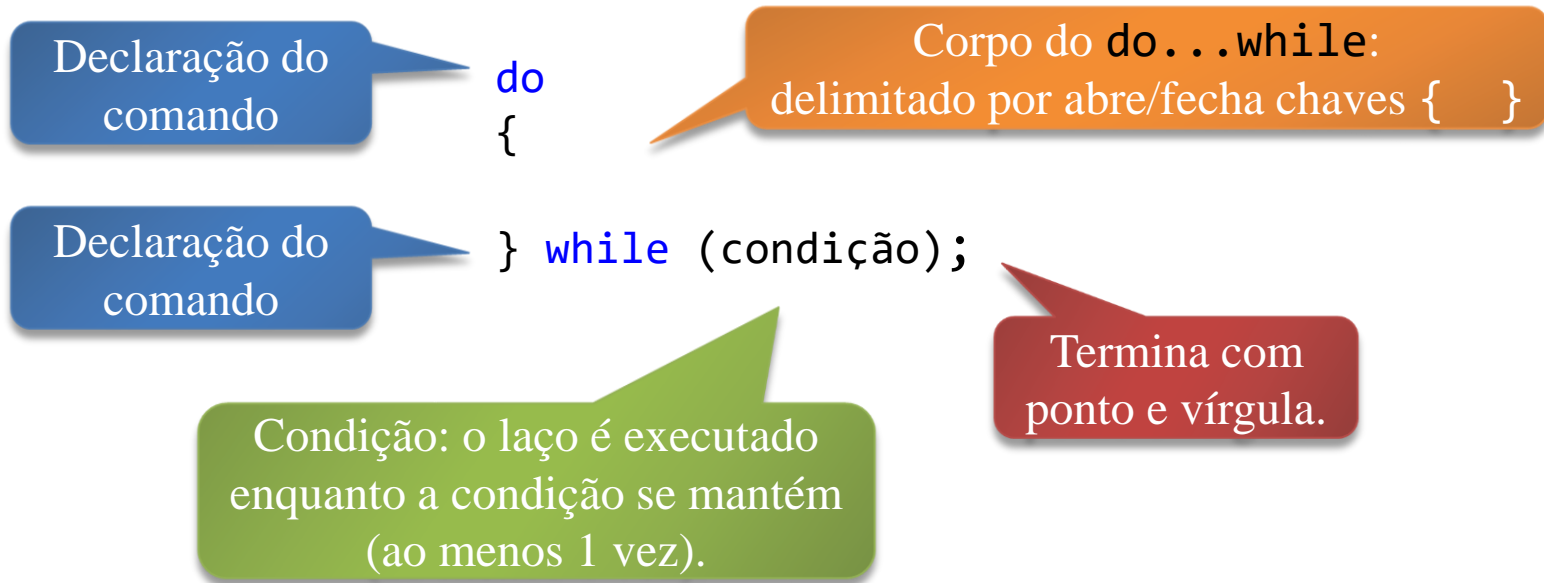 Declaração do
comando
do
{
Corpo do do...while:
delimitado por abre/fecha chaves { }
Declaração do
comando
} while (condição);
Termina com
ponto e vírgula.
Condição: o laço é executado
enquanto a condição se mantém
(ao menos 1 vez).